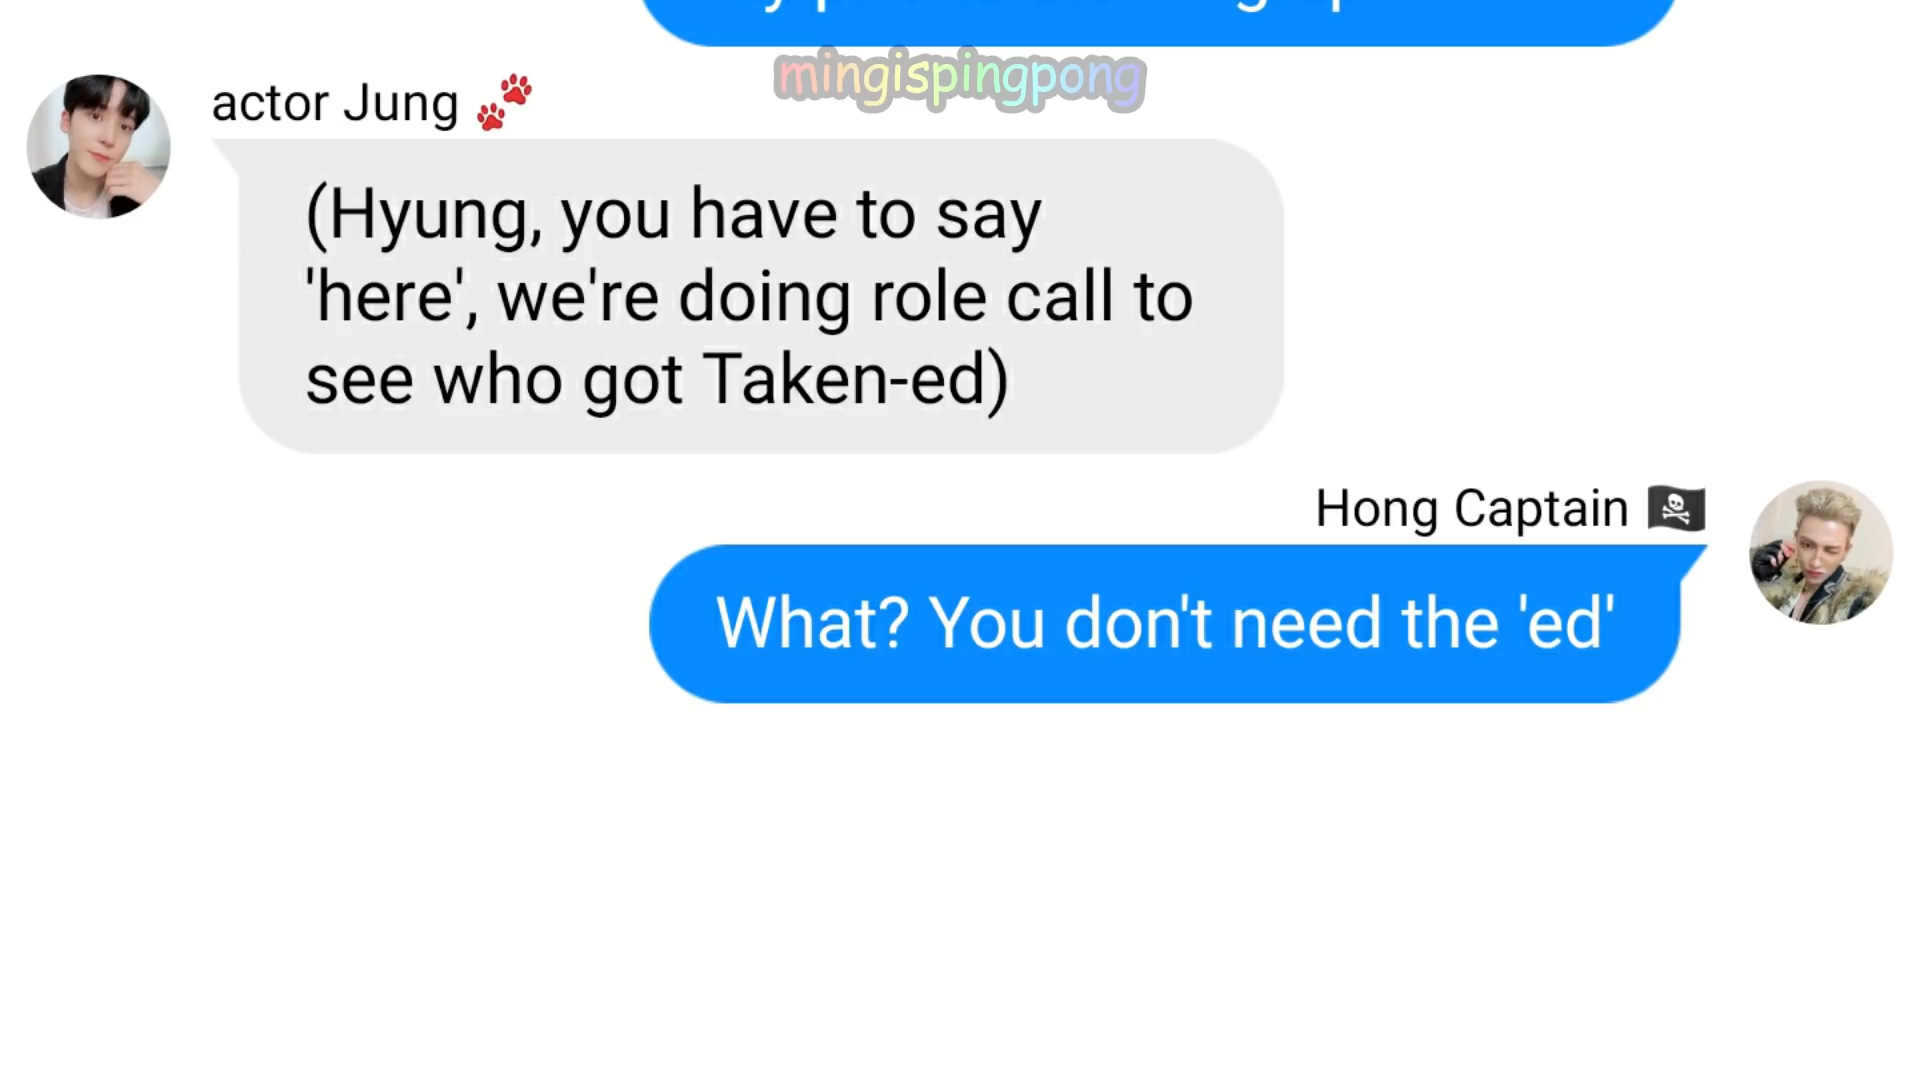 mingispingpong
actor Jung 🐾
(Hyung, you have to say
'here', we're doing role call to
see who got Taken-ed)
Hong Captain 🏴‍☠️
What? You don't need the 'ed'